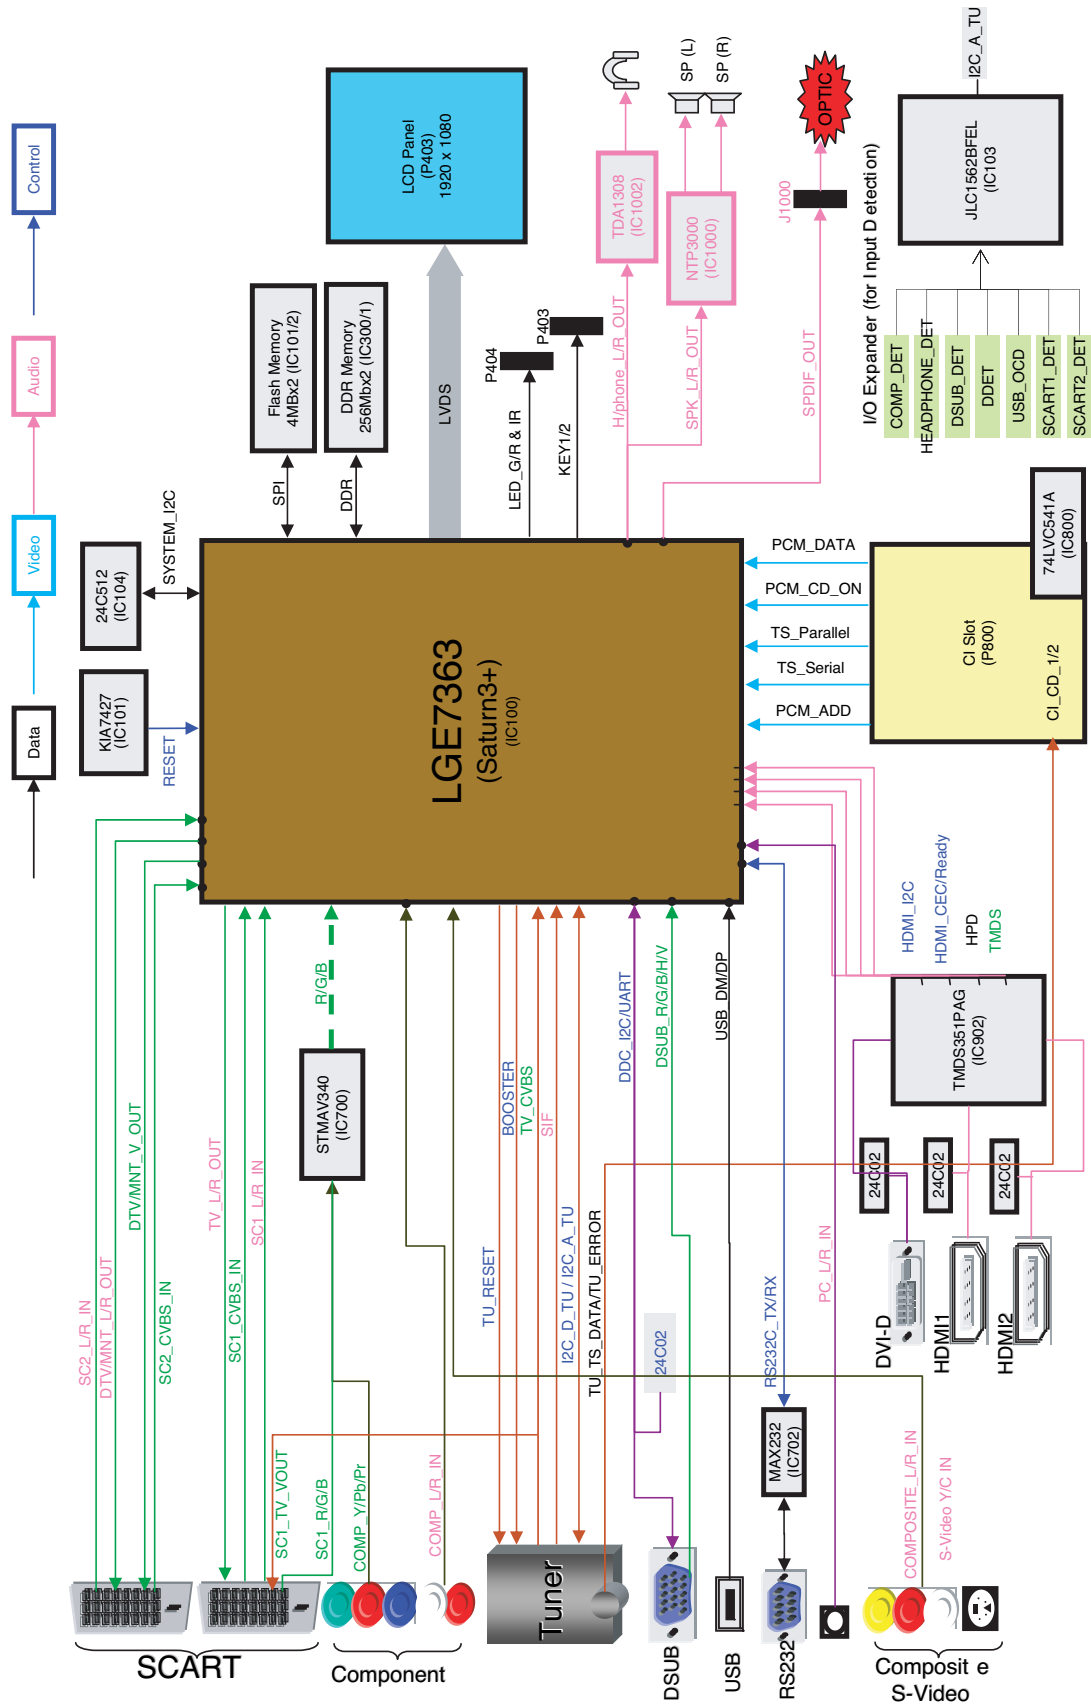 Data
Video
Audio
Control
KIA7427
(IC101)
RESET
24C512
(IC104)
SYSTEM_I2C
Flash Memory
4MBx2 (IC101/2)
SPI
DDR Memory
256Mbx2 (IC300/1)
DDR
LCD Panel
(P403)
1920 x 1080
LVDS
LGE7363
(Saturn3+)
(IC100)
P404
LED_G/R & IR
P403
KEY1/2
H/phone_L/R_OUT
TDA1308
(IC1002)
SPK_L/R_OUT
NTP3000
(IC1000)
SP (L)
SP (R)
SPDIF_OUT
J1000
OPTIC
I/O Expander (for Input D etection)
COMP_DET
HEADPHONE_DET
DSUB_DET
DDET
USB_OCD
SCART1_DET
SCART2_DET
JLC1562BFEL
(IC103)
I2C_A_TU
PCM_DATA
PCM_CD_ON
TS_Parallel
TS_Serial
PCM_ADD
CI Slot
(P800)
CI_CD_1/2
74LVC541A
(IC800)
SC2_L/R_IN
DTV/MNT_L/R_OUT
DTV/MNT_V_OUT
SC2_CVBS_IN
TV_L/R_OUT
SC1_CVBS_IN
SC1_L/R_IN
SC1_TV_VOUT
SC1_R/G/B
COMP_Y/Pb/Pr
COMP_L/R_IN
STMAV340
(IC700)
R/G/B
TU_RESET
BOOSTER
TV_CVBS
SIF
I2C_D_TU / I2C_A_TU
TU_TS_DATA/TU_ERROR
DDC_I2C/UART
24C02
DSUB_R/G/B/H/V
USB_DM/DP
RS232C_TX/RX
MAX232
(IC702)
PC_L/R_IN
COMPOSITE_L/R_IN
S-Video Y/C IN
HDMI_I2C
HDMI_CEC/Ready
HPD
TMDS
TMDS351PAG
(IC902)
24C02
24C02
24C02
DVI-D
HDMI1
HDMI2
SCART
Component
Tuner
DSUB
USB
RS232
Composit e
S-Video